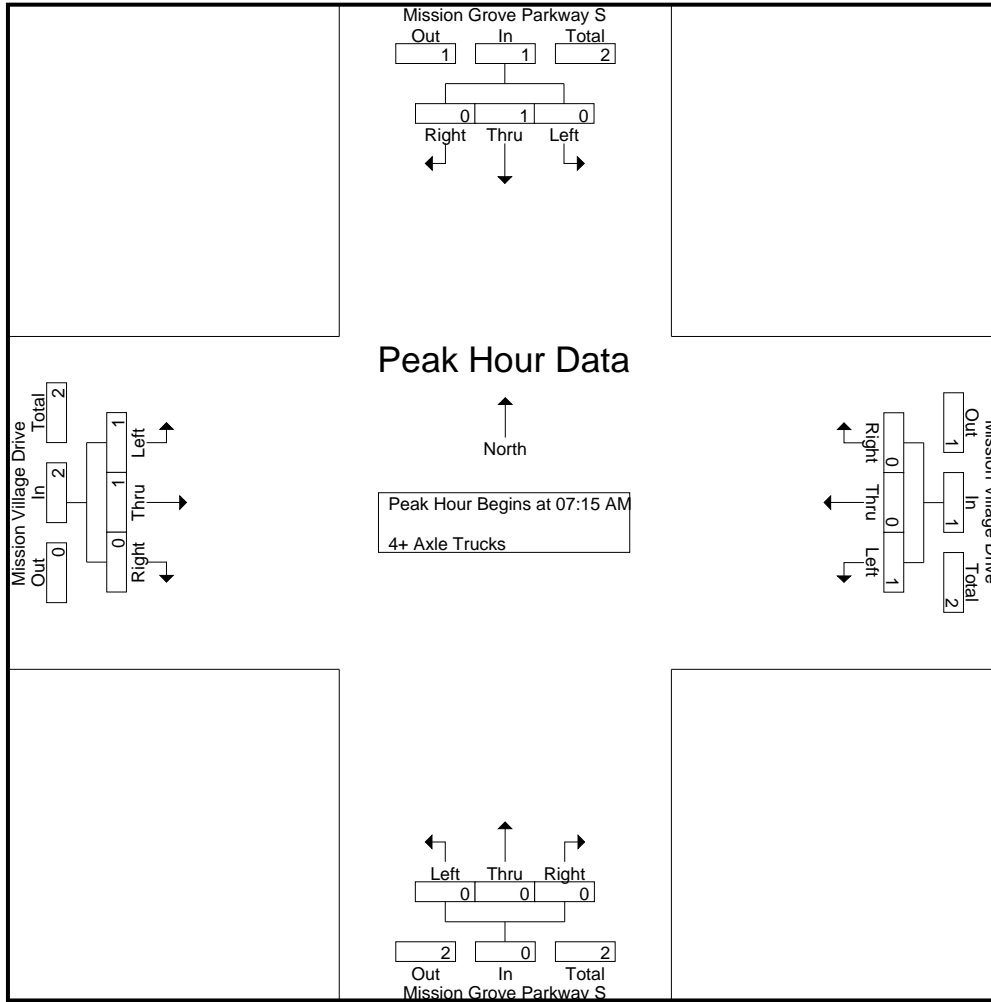 Mission Grove Parkway S
Out In Total
1 1 2
0 1 0
Right Thru Left
Peak Hour Data
North
Peak Hour Begins at 07:15 AM
4+ Axle Trucks
Mission Village Drive
Out In Total
0 2 2
Left Thru Right
1 1 0
Right Thru Left
0 0 1
Out In Total
1 1 2
Mission Village Drive
Left Thru Right
0 0 0
2 0 2
Out In Total
Mission Grove Parkway S